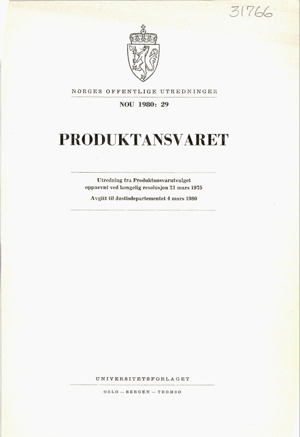 31766
NORGES OFFENTLIGE UTREDNINGER
NOU 1980: 29
PRODUKTANSVARET
Utredning fra Produktansvarutvalget
oppnevnt ved kongelig resolusjon 21 mars 1975
Avgitt til Justisdepartementet 4 mars 1980
UNIVERSITETSFORLAGET
OSLO — BERGEN — TROMSØ